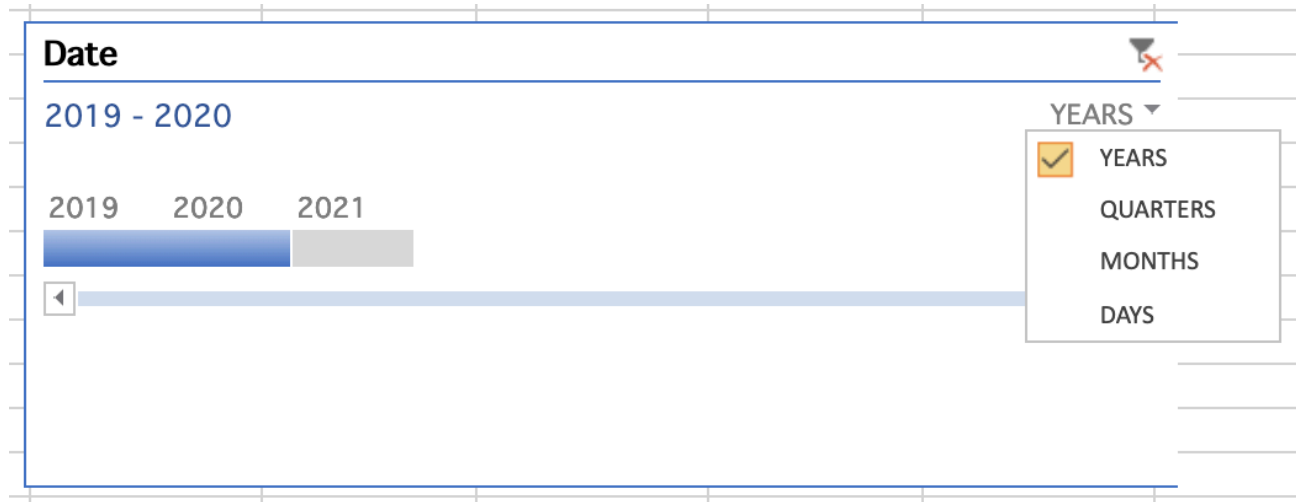 Date
2019 - 2020
YEARS
YEARS
QUARTERS
MONTHS
DAYS
2019 2020 2021